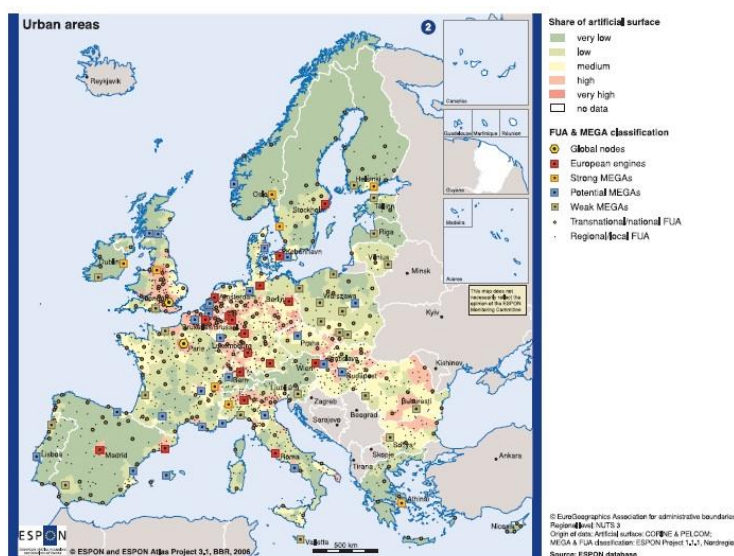 Urban areas
2
Reykjavik
Canarias
Guadeloupe Martinique Réunion
Guyane
Madeira
Acores
This map does not
necessarily reflect the
opinion of the ESPON
Monitoring Committee
Oslo
Helsinki
Stockholm
Tallinn
Riga
Vilnius
Minsk
København
Dublin
London
Amsterdam
Berlin
Warszawa
Kyiv
Luxembourg
Praha
Paris
Wien
Bratislava
Budapest
Kishinev
Bern
Ljubljana
Zagreb
Beograd
Bucuresti
Sarajevo
Sofia
Skopje
Tirana
Ankara
Lisboa
Madrid
Roma
Athinai
Valletta
Nicosia
500 km
ESPON
© ESPON and ESPON Atlas Project 3.1, BBR, 2006
Share of artificial surface
very low
low
medium
high
very high
no data
FUA & MEGA classification
Global nodes
European engines
Strong MEGAs
Potential MEGAs
Weak MEGAs
Transnational/national FUA
Regional/local FUA
© EuroGeographics Association for administrative boundaries
Regional level: NUTS 3
Origin of data: Artificial surface: CORINE & PELCOM;
MEGA & FUA classification: ESPON Project 1.1.1, Nordregio
Source: ESPON database